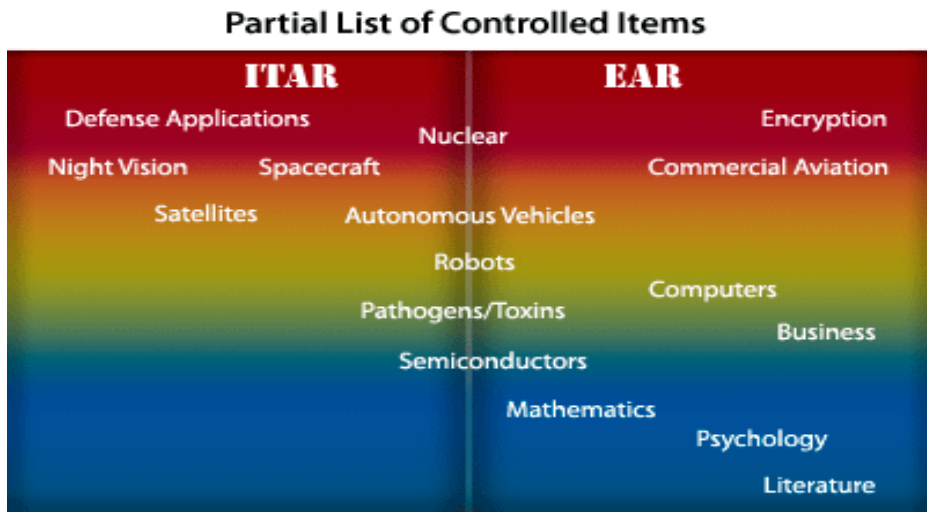 Partial List of Controlled Items
ITAR EAR
Defense Applications Encryption
Nuclear
Night Vision Spacecraft Commercial Aviation
Satellites Autonomous Vehicles
Robots
Computers
Pathogens/Toxins
Business
Semiconductors
Mathematics
Psychology
Literature